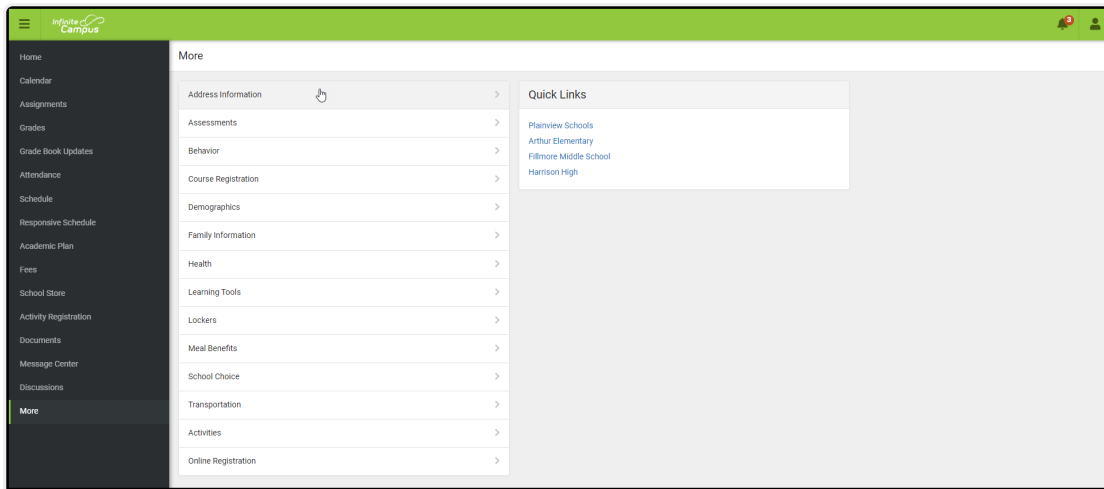 Infinite
Campus
3
Home
Calendar
Assignments
Grades
Grade Book Updates
Attendance
Schedule
Responsive Schedule
Academic Plan
Fees
School Store
Activity Registration
Documents
Message Center
Discussions
More
More
Address Information
Assessments
Behavior
Course Registration
Demographics
Family Information
Health
Learning Tools
Lockers
Meal Benefits
School Choice
Transportation
Activities
Online Registration
Quick Links
Plainview Schools
Arthur Elementary
Fillmore Middle School
Harrison High